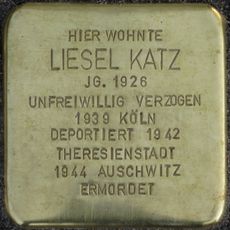 HIER WOHNTE
LIESEL KATZ
JG. 1926
UNFREIWILLIG VERZOGEN
1939 KÖLN
DEPORTIERT 1942
THERESIENSTADT
1944 AUSCHWITZ
ERMORDET